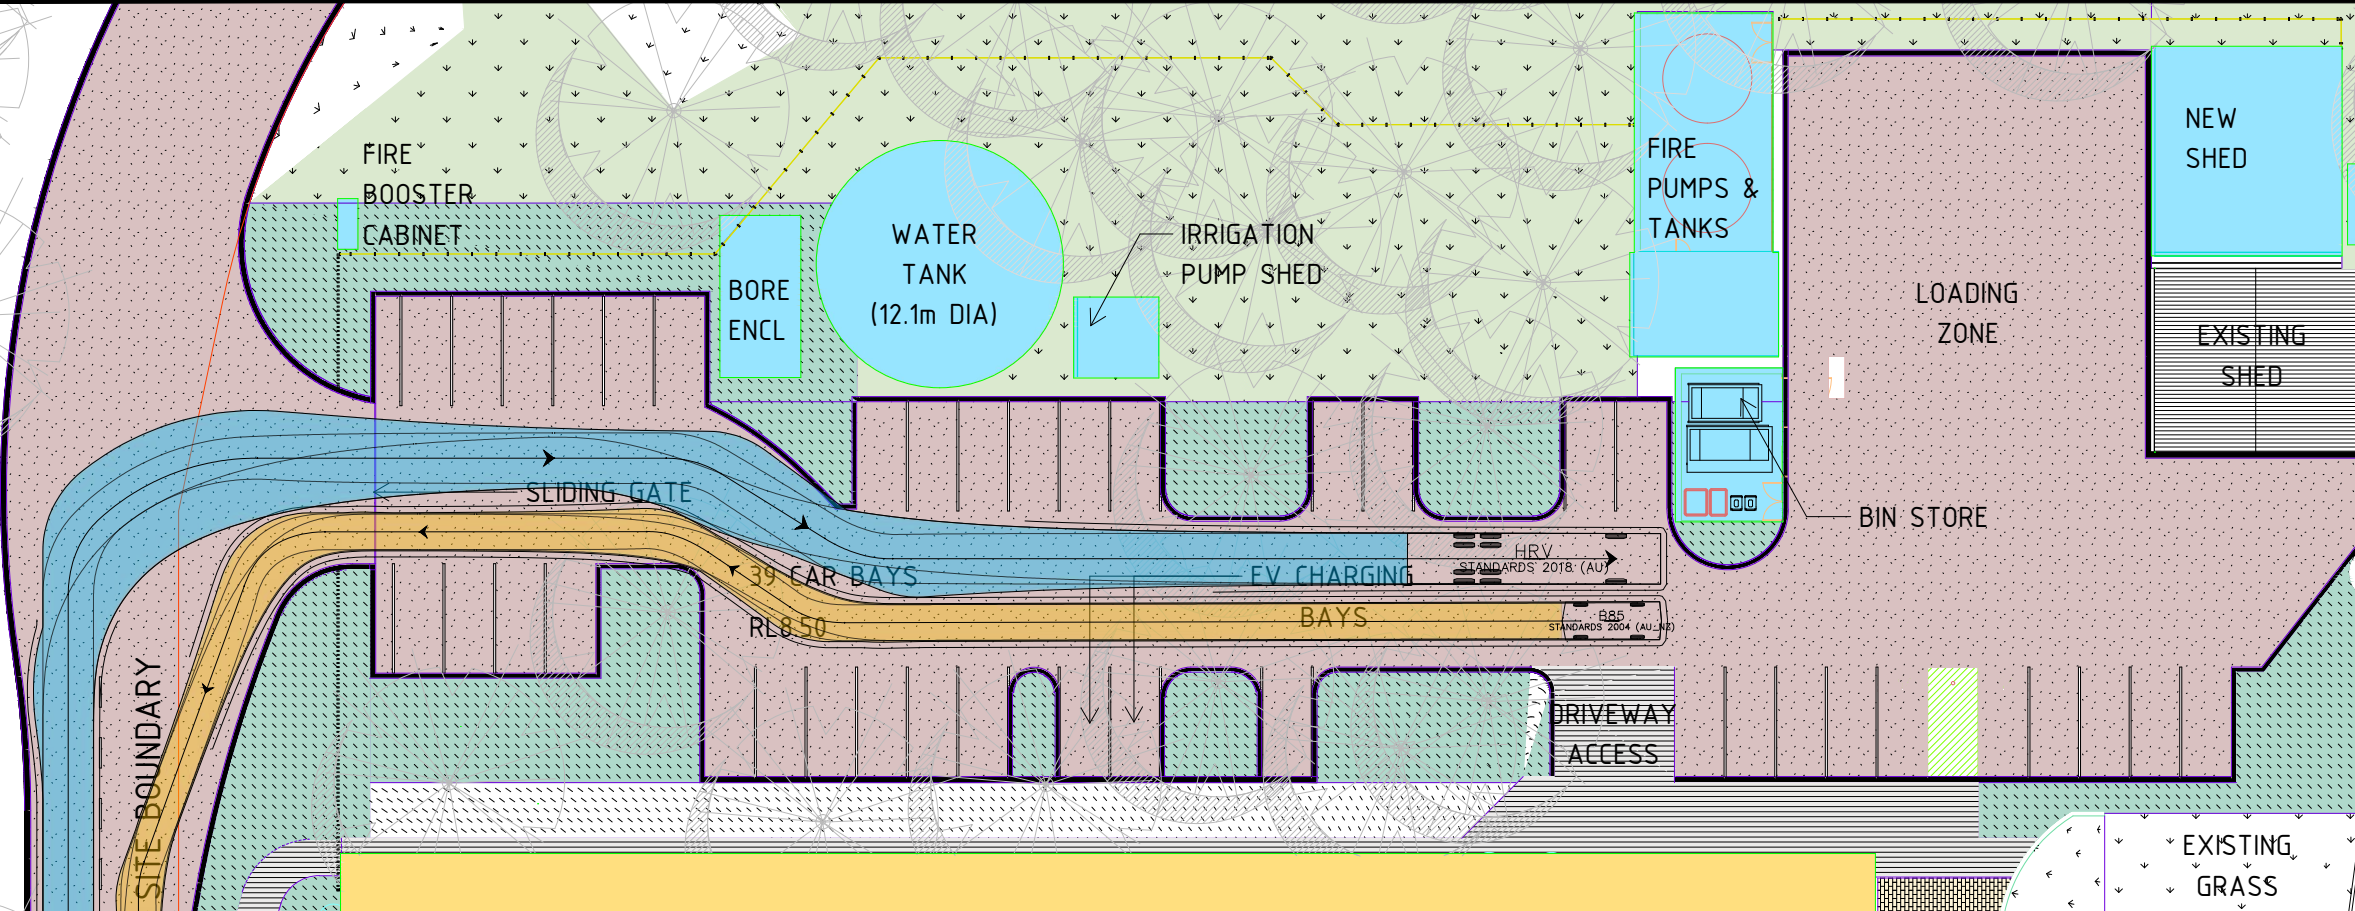 FIRE
BOOSTER
CABINET
BORE
ENCL
WATER
TANK
(12.1m DIA)
IRRIGATION
PUMP SHED
FIRE
PUMPS &
TANKS
LOADING
ZONE
NEW
SHED
EXISTING
SHED
BIN STORE
SLIDING GATE
39 CAR BAYS
RL8.50
EV CHARGING
BAYS
HRV
STANDARDS 2018 (AU)
B85
STANDARDS 2004 (AU_NZ)
DRIVEWAY
ACCESS
SITE BOUNDARY
EXISTING
GRASS